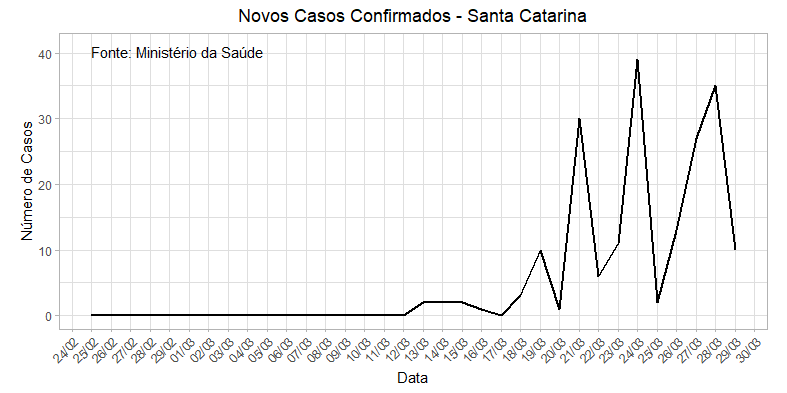 Novos Casos Confirmados - Santa Catarina
Fonte: Ministério da Saúde
Número de Casos
40
30
20
10
0
24/02 25/02 26/02 27/02 28/02 29/02 01/03 02/03 03/03 04/03 05/03 06/03 07/03 08/03 09/03 10/03 11/03 12/03 13/03 14/03 15/03 16/03 17/03 18/03 19/03 20/03 21/03 22/03 23/03 24/03 25/03 26/03 27/03 28/03 29/03 30/03
Data